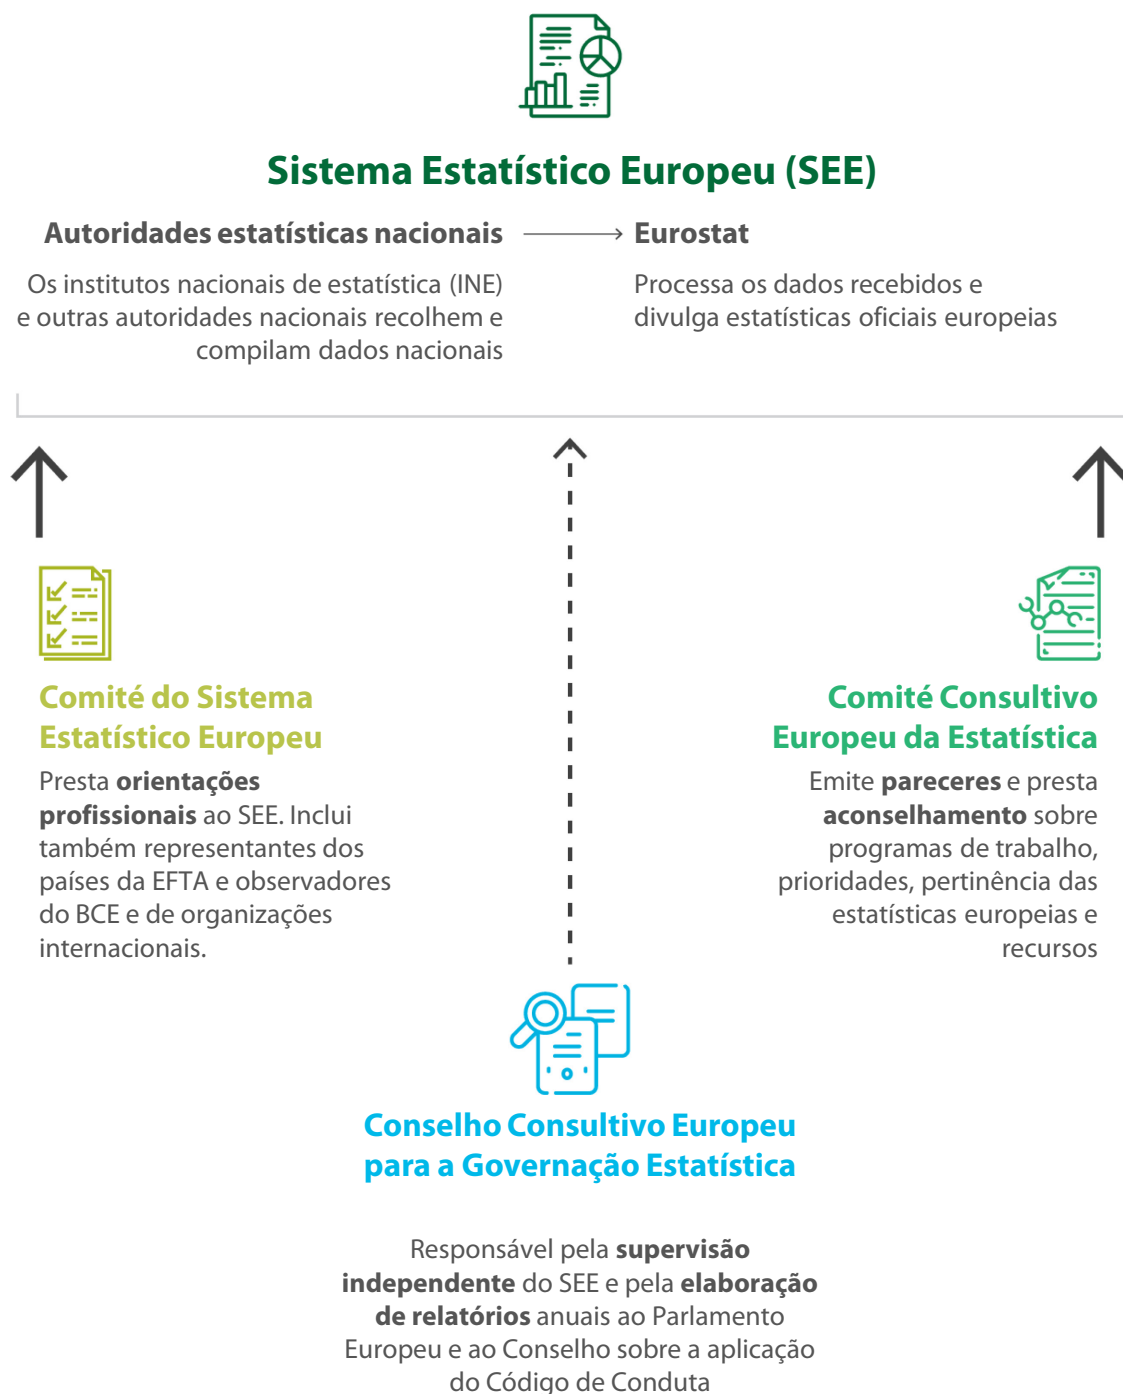 Sistema Estatístico Europeu (SEE)
Autoridades estatísticas nacionais
Os institutos nacionais de estatística (INE)
e outras autoridades nacionais recolhem e
compilam dados nacionais
Eurostat
Processa os dados recebidos e
divulga estatísticas oficiais europeias
Comité do Sistema
Estatístico Europeu
Presta orientações
profissionais ao SEE. Inclui
também representantes dos
países da EFTA e observadores
do BCE e de organizações
internacionais.
Comité Consultivo
Europeu da Estatística
Emite pareceres e presta
aconselhamento sobre
programas de trabalho,
prioridades, pertinência das
estatísticas europeias e
recursos
Conselho Consultivo Europeu
para a Governação Estatística
Responsável pela supervisão
independente do SEE e pela elaboração
de relatórios anuais ao Parlamento
Europeu e ao Conselho sobre a aplicação
do Código de Conduta